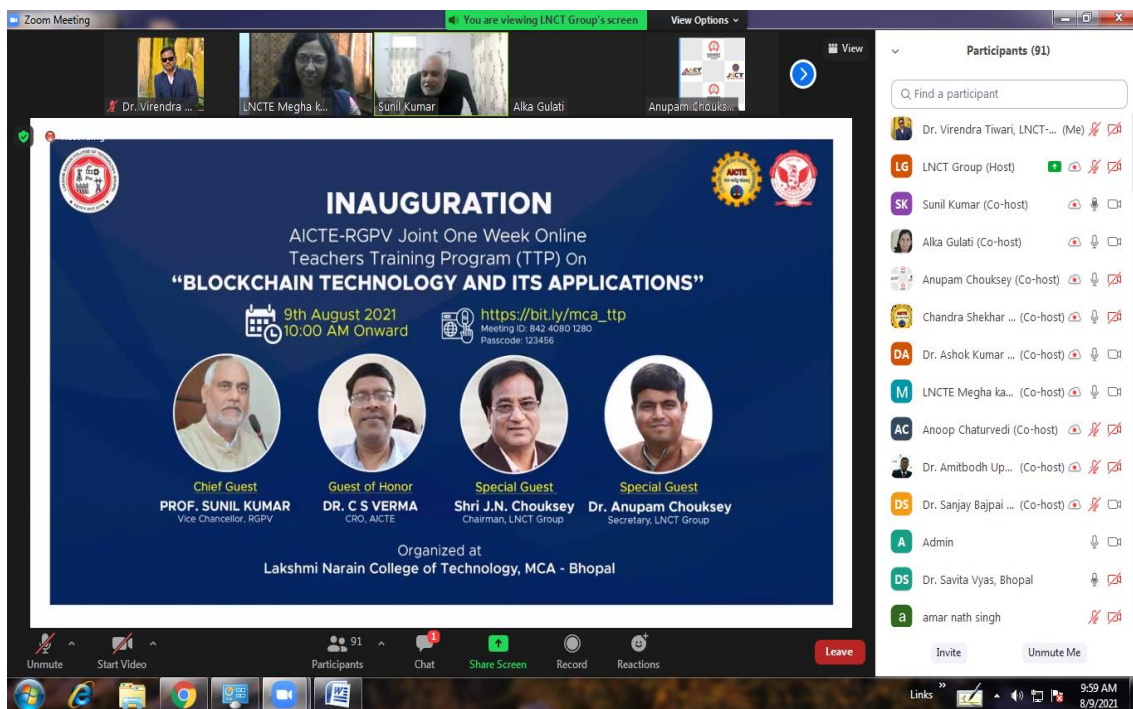 Zoom Meeting
You are viewing LNCT Group's screen
View Options
View
Dr. Virendra ...
LNCTE Megha k...
Sunil Kumar
Alka Gulati
Anupam Chouks...
Recording
AICTE
INAUGURATION
AICTE-RGPV Joint One Week Online
Teachers Training Program (TTP) On
“BLOCKCHAIN TECHNOLOGY AND ITS APPLICATIONS”
9th August 2021
10:00 AM Onward
https://bit.ly/mca_ttp
Meeting ID: 842 4080 1280
Passcode: 123456
Chief Guest
PROF. SUNIL KUMAR
Vice Chancellor, RGPV
Guest of Honor
DR. C S VERMA
CRO, AICTE
Special Guest
Shri J.N. Chouksey
Chairman, LNCT Group
Special Guest
Dr. Anupam Chouksey
Secretary, LNCT Group
Organized at
Lakshmi Narain College of Technology, MCA - Bhopal
Unmute
Start Video
91
Participants
1
Chat
Share Screen
Record
Reactions
Leave
Participants (91)
Find a participant
Dr. Virendra Tiwari, LNCT-... (Me)
LG LNCT Group (Host)
SK Sunil Kumar (Co-host)
Alka Gulati (Co-host)
Anupam Chouksey (Co-host)
Chandra Shekhar ... (Co-host)
DA Dr. Ashok Kumar ... (Co-host)
M LNCTE Megha ka... (Co-host)
AC Anoop Chaturvedi (Co-host)
Dr. Amitbodh Up... (Co-host)
DS Dr. Sanjay Bajpai ... (Co-host)
A Admin
DS Dr. Savita Vyas, Bhopal
a amar nath singh
Invite
Unmute Me
Links
9:59 AM
8/9/2021